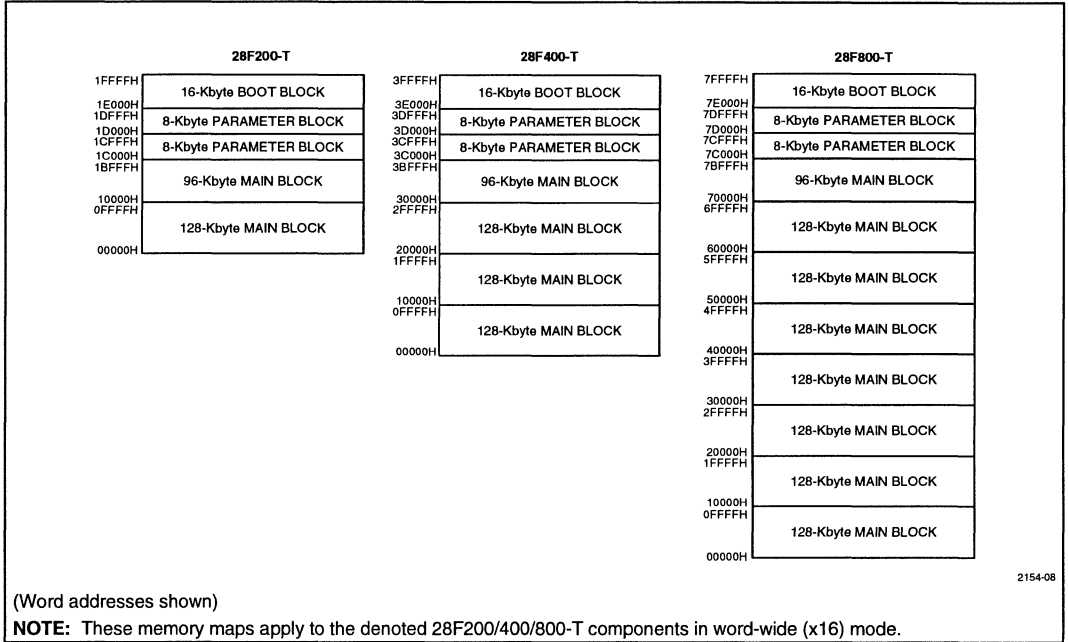 28F200-T
1FFFFH
16-Kbyte BOOT BLOCK
1E000H
1DFFFH
8-Kbyte PARAMETER BLOCK
1D000H
1CFFFH
8-Kbyte PARAMETER BLOCK
1C000H
1BFFFH
96-Kbyte MAIN BLOCK
10000H
0FFFFH
128-Kbyte MAIN BLOCK
00000H
28F400-T
3FFFFH
16-Kbyte BOOT BLOCK
3E000H
3DFFFH
8-Kbyte PARAMETER BLOCK
3D000H
3CFFFH
8-Kbyte PARAMETER BLOCK
3C000H
3BFFFH
96-Kbyte MAIN BLOCK
30000H
2FFFFH
128-Kbyte MAIN BLOCK
20000H
1FFFFH
128-Kbyte MAIN BLOCK
10000H
0FFFFH
128-Kbyte MAIN BLOCK
00000H
28F800-T
7FFFFH
16-Kbyte BOOT BLOCK
7E000H
7DFFFH
8-Kbyte PARAMETER BLOCK
7D000H
7CFFFH
8-Kbyte PARAMETER BLOCK
7C000H
7BFFFH
96-Kbyte MAIN BLOCK
70000H
6FFFFH
128-Kbyte MAIN BLOCK
60000H
5FFFFH
128-Kbyte MAIN BLOCK
50000H
4FFFFH
128-Kbyte MAIN BLOCK
40000H
3FFFFH
128-Kbyte MAIN BLOCK
30000H
2FFFFH
128-Kbyte MAIN BLOCK
20000H
1FFFFH
128-Kbyte MAIN BLOCK
10000H
0FFFFH
128-Kbyte MAIN BLOCK
00000H
2154-08
(Word addresses shown)
NOTE: These memory maps apply to the denoted 28F200/400/800-T components in word-wide (x16) mode.